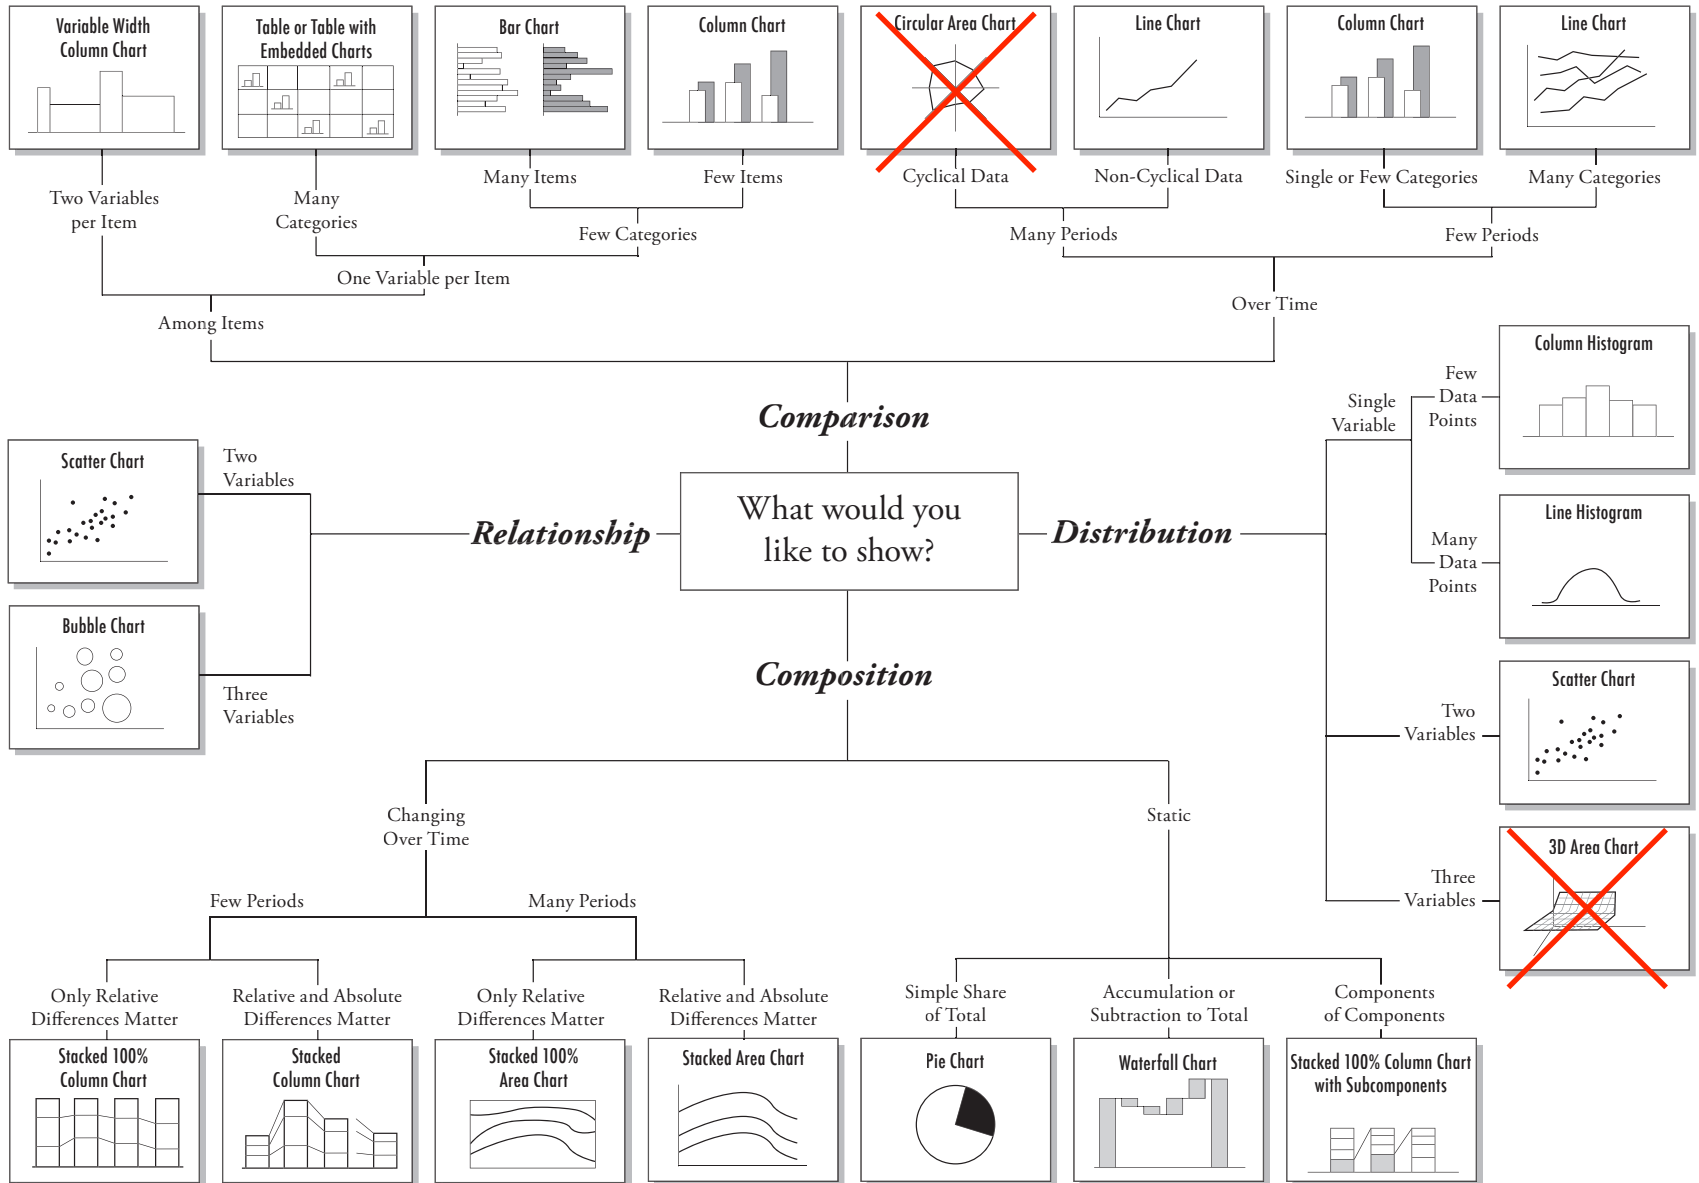 Variable Width
Column Chart
Table or Table with
Embedded Charts
Bar Chart
Column Chart
Circular Area Chart
Line Chart
Column Chart
Line Chart
Two Variables
per Item
Many
Categories
Many Items
Few Items
Cyclical Data
Non-Cyclical Data
Single or Few Categories
Many Categories
Few Categories
Many Periods
Few Periods
One Variable per Item
Over Time
Among Items
Comparison
Single
Variable
Few
Data
Points
Column Histogram
Many
Data
Points
Line Histogram
Scatter Chart
Two
Variables
Relationship
What would you
like to show?
Distribution
Bubble Chart
Three
Variables
Composition
Two
Variables
Scatter Chart
Three
Variables
3D Area Chart
Changing
Over Time
Static
Few Periods
Many Periods
Only Relative
Differences Matter
Relative and Absolute
Differences Matter
Only Relative
Differences Matter
Relative and Absolute
Differences Matter
Simple Share
of Total
Accumulation or
Subtraction to Total
Components
of Components
Stacked 100%
Column Chart
Stacked
Column Chart
Stacked 100%
Area Chart
Stacked Area Chart
Pie Chart
Waterfall Chart
Stacked 100% Column Chart
with Subcomponents